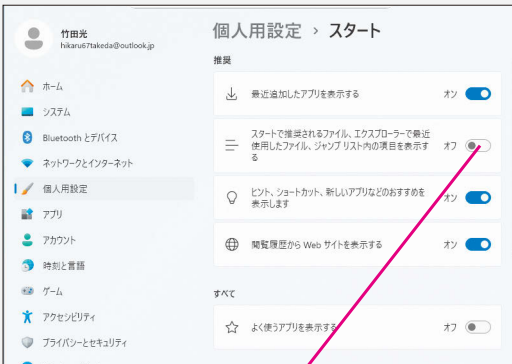 竹田光
hikaru67takeda@outlook.jp
ホーム
システム
Bluetooth とデバイス
ネットワークとインターネット
個人用設定
アプリ
アカウント
時刻と言語
ゲーム
アクセシビリティ
プライバシーとセキュリティ
個人用設定 › スタート
推奨
最近追加したアプリを表示する
オン
スタートで推奨されるファイル、エクスプローラーで最近
使用したファイル、ジャンプ リスト内の項目を表示す
る
オフ
ヒント、ショートカット、新しいアプリなどのおすすめを
表示します
オン
閲覧履歴から Web サイトを表示する
オン
すべて
よく使うアプリを表示する
オフ